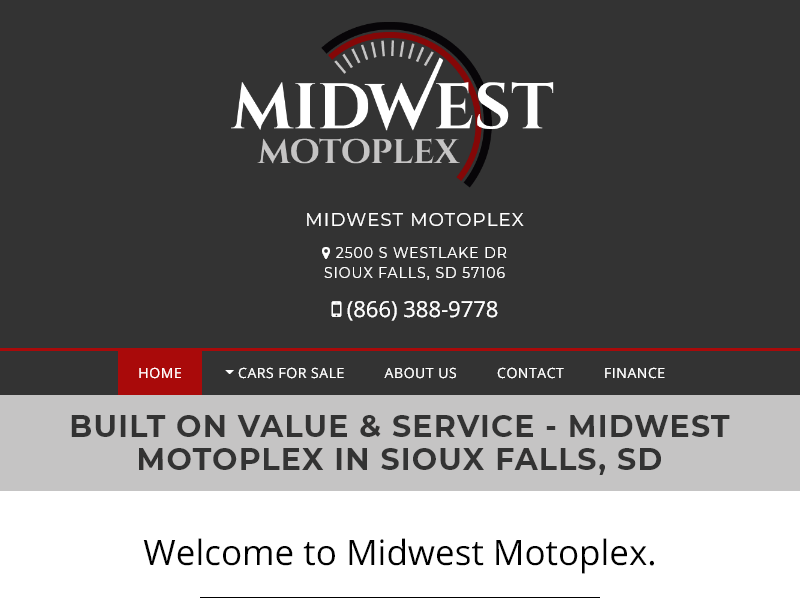 MIDWEST
MOTOPLEX
MIDWEST MOTOPLEX
2500 S WESTLAKE DR
SIOUX FALLS, SD 57106
(866) 388-9778
HOME CARS FOR SALE ABOUT US CONTACT FINANCE
BUILT ON VALUE & SERVICE - MIDWEST
MOTOPLEX IN SIOUX FALLS, SD
Welcome to Midwest Motoplex.